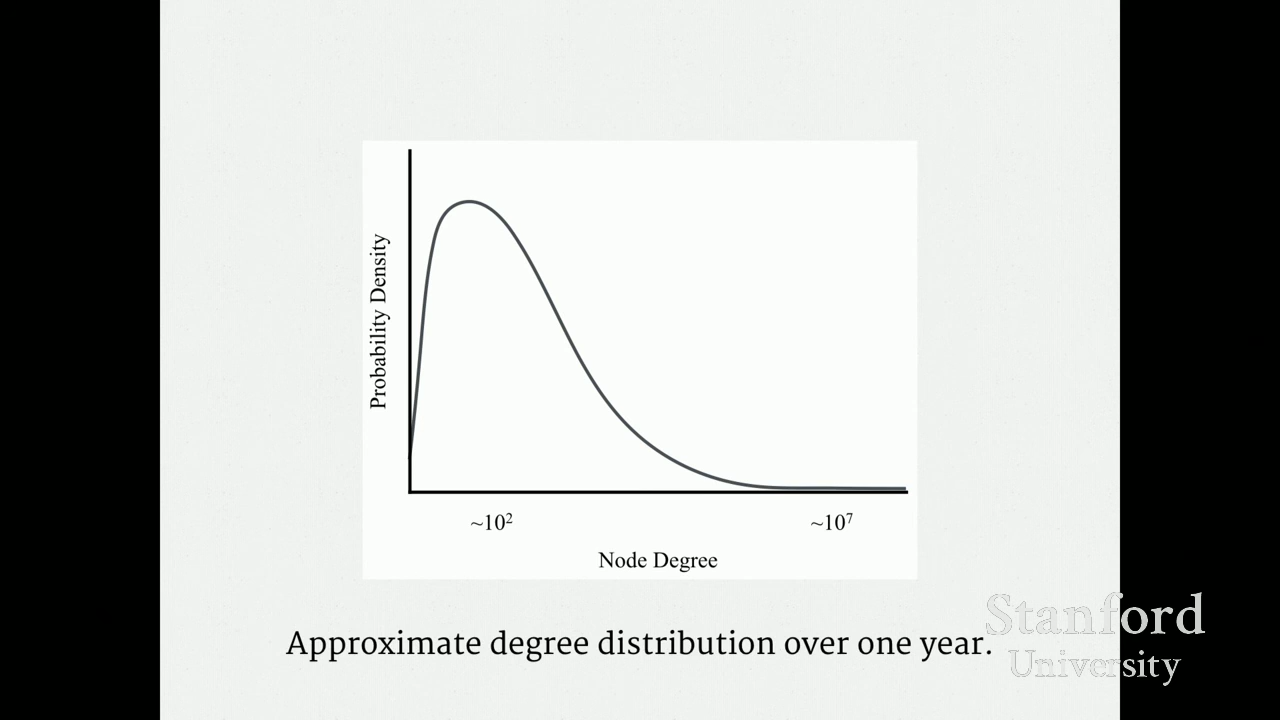 Probability Density
~10²
~10⁷
Node Degree
Approximate degree distribution over one year.
Stanford
University